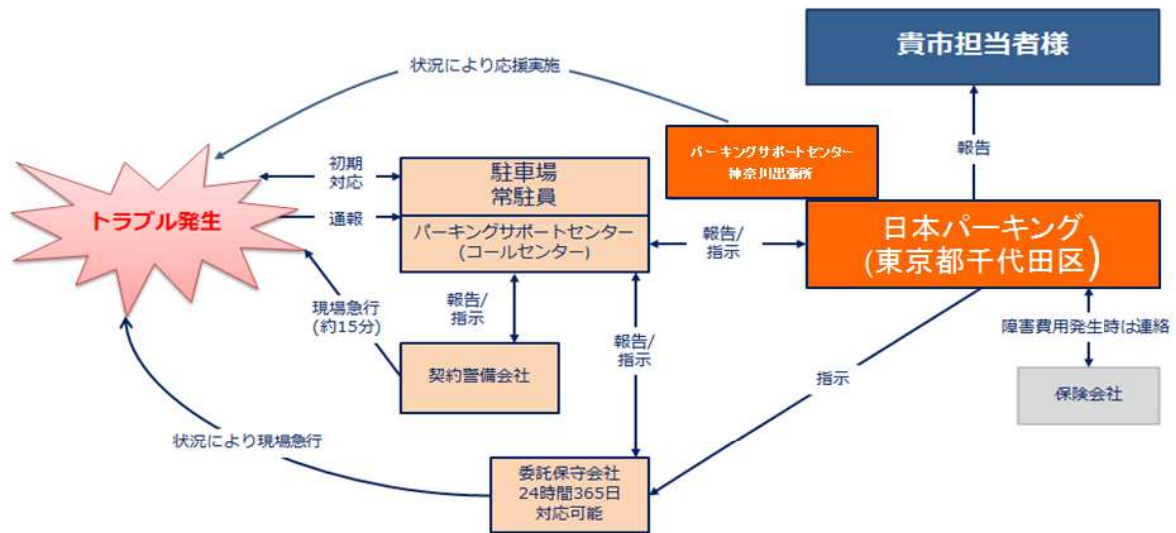 貴市担当者様
状況により応援実施
パーキングサポートセンター
神奈川出張所
報告
初期
対応
駐車場
常駐員
トラブル発生
通報
パーキングサポートセンター
(コールセンター)
報告/
指示
日本パーキング
(東京都千代田区)
現場急行
(約15分)
報告/
指示
報告/
指示
障害費用発生時は連絡
契約警備会社
指示
保険会社
状況により現場急行
委託保守会社
24時間365日
対応可能